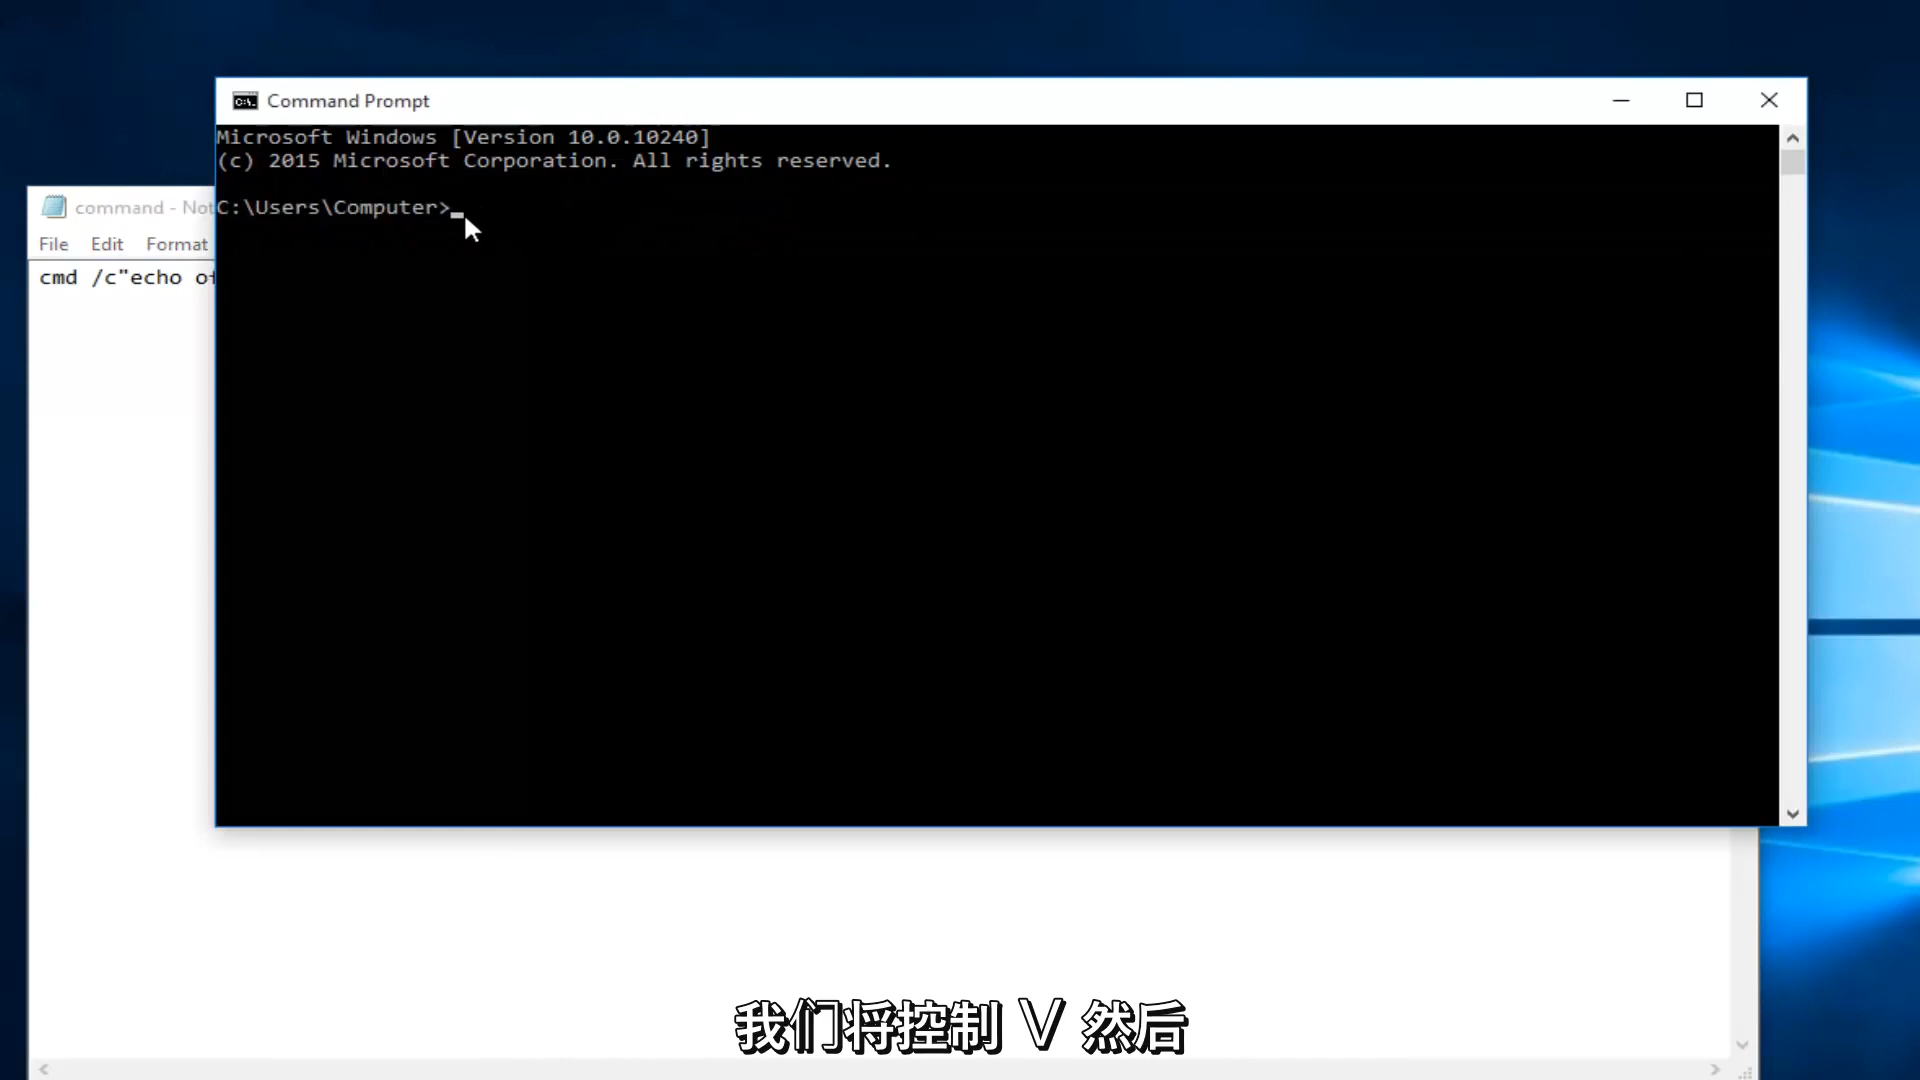 Command Prompt
Microsoft Windows [Version 10.0.10240]
(c) 2015 Microsoft Corporation. All rights reserved.
C:\Users\Computer>
command - Not
File Edit Format
cmd /c"echo of
我们将控制 V 然后